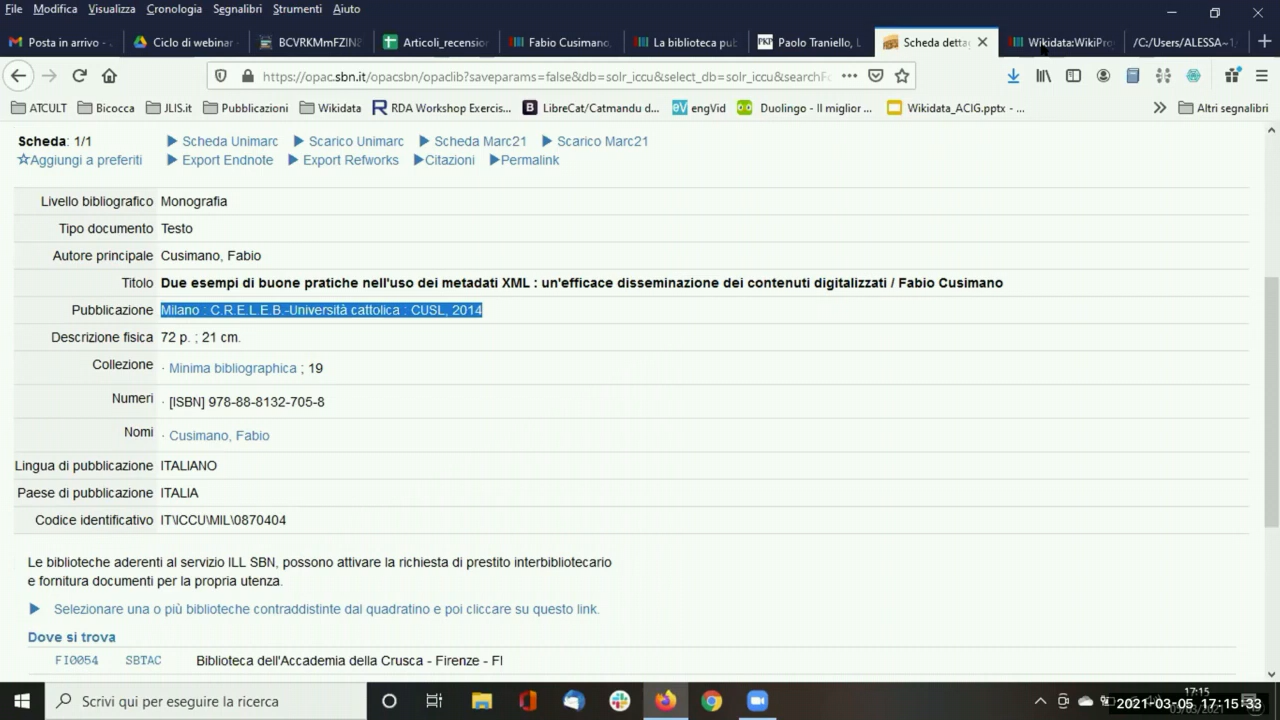 File Modifica Visualizza Cronologia Segnalibri Strumenti Aiuto
Posta in arrivo - Ciclo di webinar - BCVRKMmFZIN Articoli_recension Fabio Cusimano, La biblioteca pub PKP Paolo Traniello, L Scheda detta Wikidata:WikiPro /C:/Users/ALESSA~1/
https://opac.sbn.it/opacsbn/opaclib?saveparams=false&db=solr_iccu&select_db=solr_iccu&searchFo
ATCULT Bicocca JLIS.it Pubblicazioni Wikidata RDA Workshop Exercis... LibreCat/Catmandu d... eV engVid Duolingo - Il miglior ... Wikidata_ACIG.pptx - ... Altri segnalibri
Scheda: 1/1 Scheda Unimarc Scarico Unimarc Scheda Marc21 Scarico Marc21
Aggiungi a preferiti Export Endnote Export Refworks Citazioni Permalink
Livello bibliografico Monografia
Tipo documento Testo
Autore principale Cusimano, Fabio
Titolo Due esempi di buone pratiche nell'uso dei metadati XML : un'efficace disseminazione dei contenuti digitalizzati / Fabio Cusimano
Pubblicazione Milano : C.R.E.L.E.B.-Università cattolica : CUSL, 2014
Descrizione fisica 72 p. ; 21 cm.
Collezione · Minima bibliographica ; 19
Numeri · [ISBN] 978-88-8132-705-8
Nomi · Cusimano, Fabio
Lingua di pubblicazione ITALIANO
Paese di pubblicazione ITALIA
Codice identificativo IT\ICCU\MIL\0870404
Le biblioteche aderenti al servizio ILL SBN, possono attivare la richiesta di prestito interbibliotecario
e fornitura documenti per la propria utenza.
Selezionare una o più biblioteche contraddistinte dal quadratino e poi cliccare su questo link.
Dove si trova
FI0054 SBTAC Biblioteca dell'Accademia della Crusca - Firenze - FI
Scrivi qui per eseguire la ricerca
17:15
2021-03-05 17:15:33